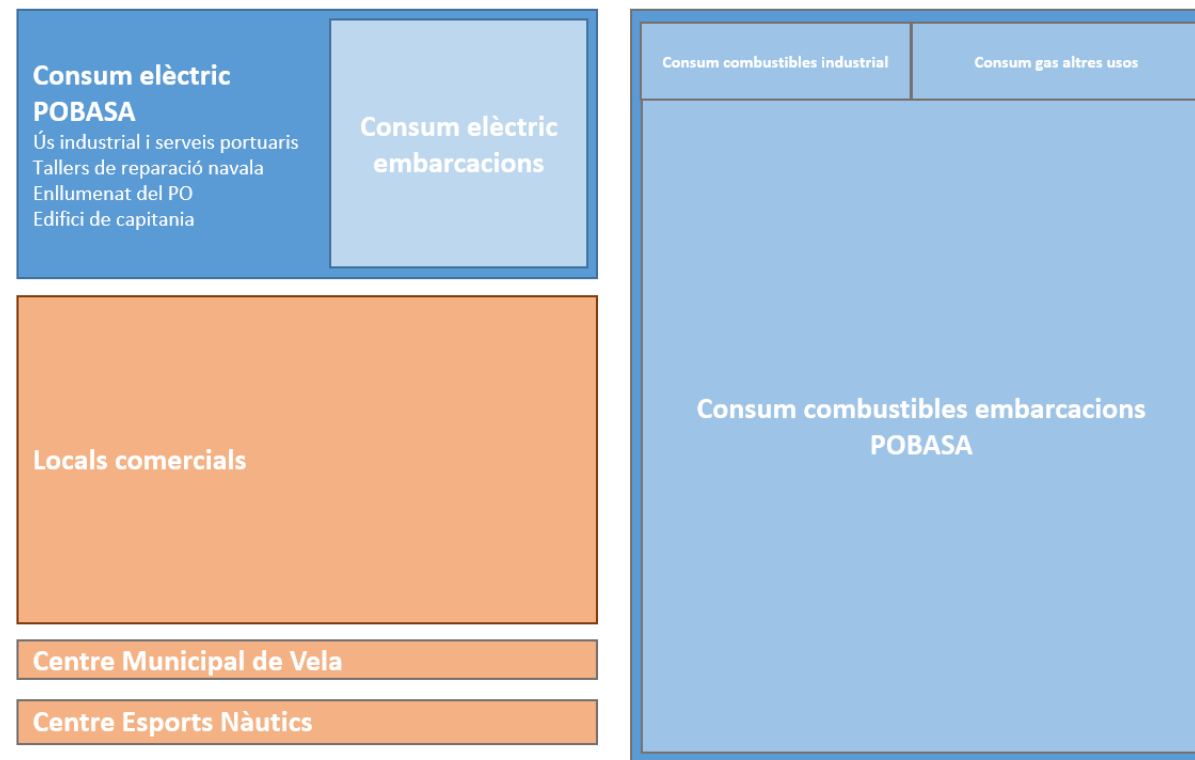 Consum elèctric
POBASA
Ús industrial i serveis portuaris
Tallers de reparació navala
Enllumenat del PO
Edifici de capitania
Consum elèctric
embarcacions
Locals comercials
Centre Municipal de Vela
Centre Esports Nàutics
Consum combustibles industrial
Consum gas altres usos
Consum combustibles embarcacions
POBASA